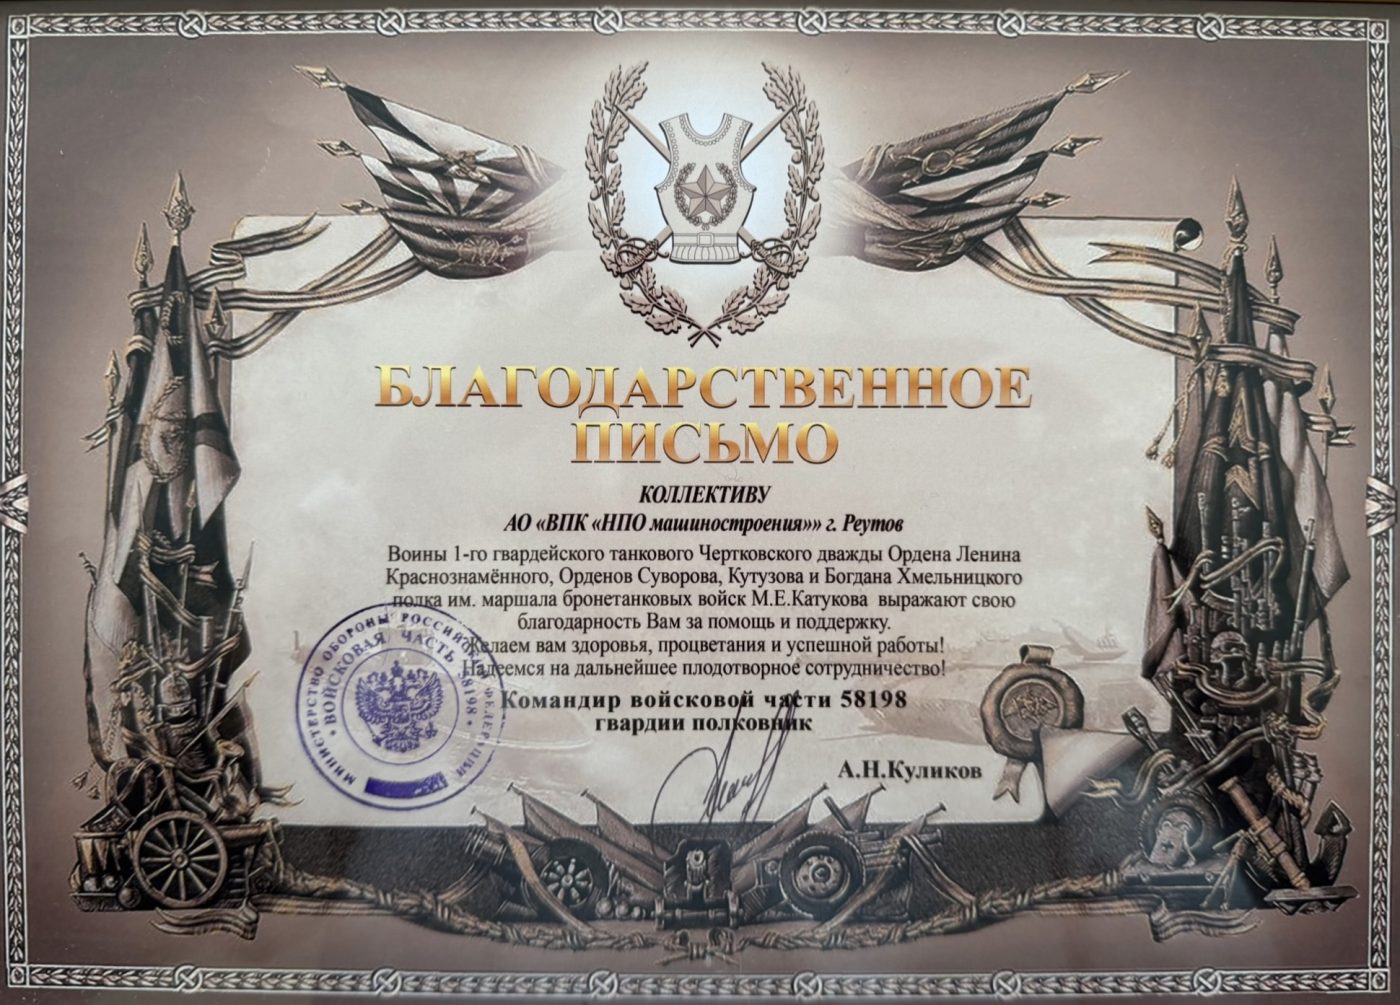 БЛАГОДАРСТВЕННОЕ
ПИСЬМО
КОЛЛЕКТИВУ
АО «ВПК «НПО машиностроения»» г. Реутов
Воины 1-го гвардейского танкового Чертковского дважды Ордена Ленина
Краснознамённого, Орденов Суворова, Кутузова и Богдана Хмельницкого
полка им. маршала бронетанковых войск М.Е.Катукова выражают свою
благодарность Вам за помощь и поддержку.
Желаем вам здоровья, процветания и успешной работы!
Надеемся на дальнейшее плодотворное сотрудничество!
Командир войсковой части 58198
гвардии полковник
А.Н.Куликов
МИНИСТЕРСТВО ОБОРОНЫ РОССИЙСКОЙ ФЕДЕРАЦИИ
ВОЙСКОВАЯ ЧАСТЬ 58198